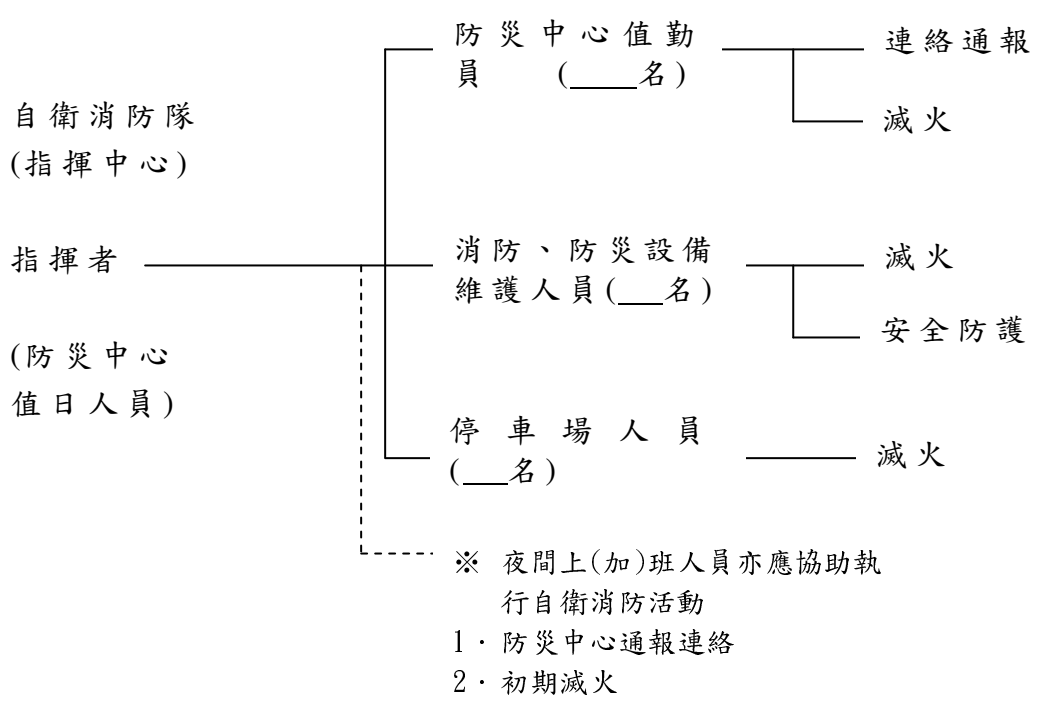 自衛消防隊
(指揮中心)
指揮者
(防災中心
值日人員)
防災中心值勤
員 (____名)
連絡通報
滅火
消防、防災設備
維護人員(___名)
滅火
安全防護
停車場人員
(___名)
滅火
※ 夜間上(加)班人員亦應協助執
行自衛消防活動
1．防災中心通報連絡
2．初期滅火